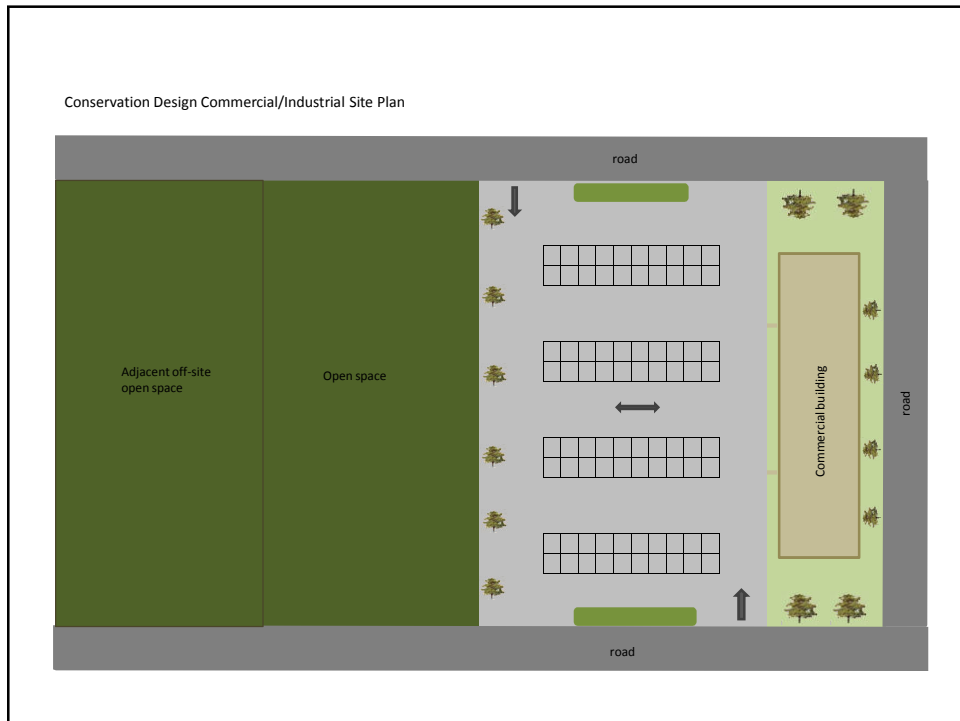 Conservation Design Commercial/Industrial Site Plan
road
Adjacent off-site
open space
Open space
Commercial building
road
road